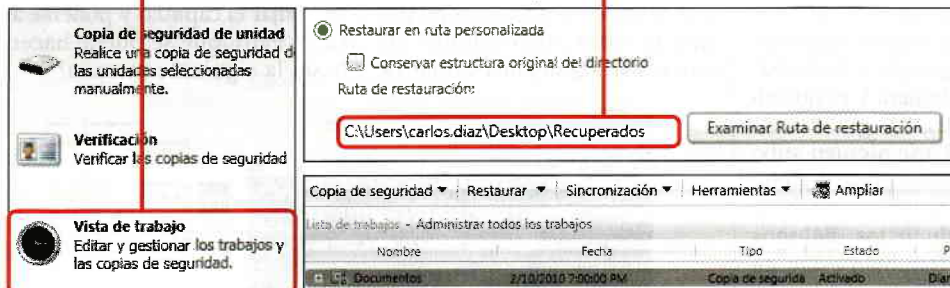 Copia de seguridad de unidad
Realice una copia de seguridad de
las unidades seleccionadas
manualmente.
Verificación
Verificar las copias de seguridad
Vista de trabajo
Editar y gestionar los trabajos y
las copias de seguridad.
Restaurar en ruta personalizada
Conservar estructura original del directorio
Ruta de restauración:
C:\Users\carlos.diaz\Desktop\Recuperados
Examinar Ruta de restauración
Copia de seguridad Restaurar Sincronización Herramientas Ampliar
Lista de trabajos - Administrar todos los trabajos
Nombre Fecha Tipo Estado P
Documentos 2/10/2010 7:00:00 PM Copia de segurida Activado Diar